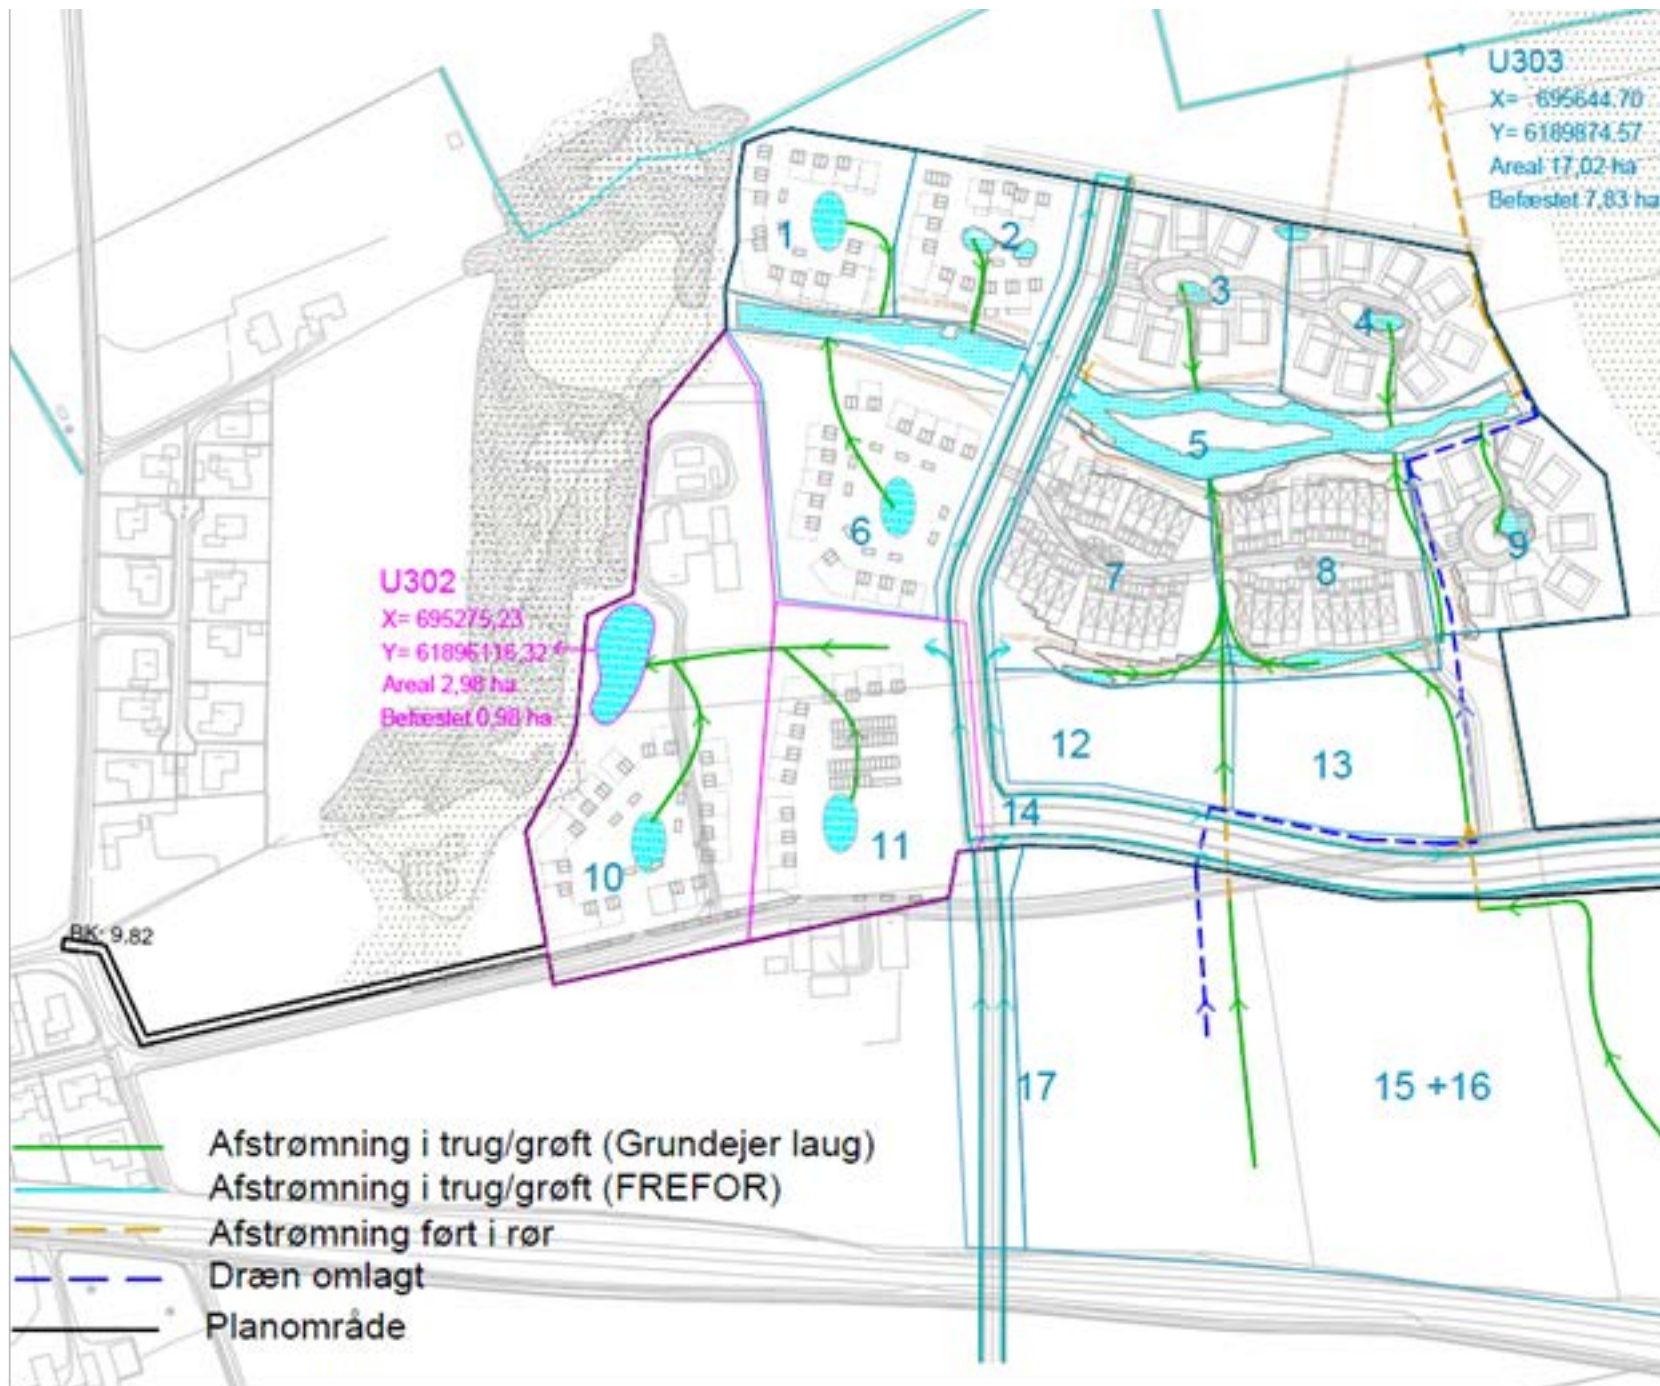 U303
X= 695644.70
Y= 6189874.57
Areal 17,02 ha
Befæstet 7,83 ha
1
2
3
4
5
6
7
8
9
U302
X= 695275,23
Y= 61896116,32
Areal 2,98 ha
Befæstet 0,98 ha
12
13
14
11
10
BK: 9.82
17
15 +16
Afstrømning i trug/grøft (Grundejer laug)
Afstrømning i trug/grøft (FREFOR)
Afstrømning ført i rør
Dræn omlagt
Planområde